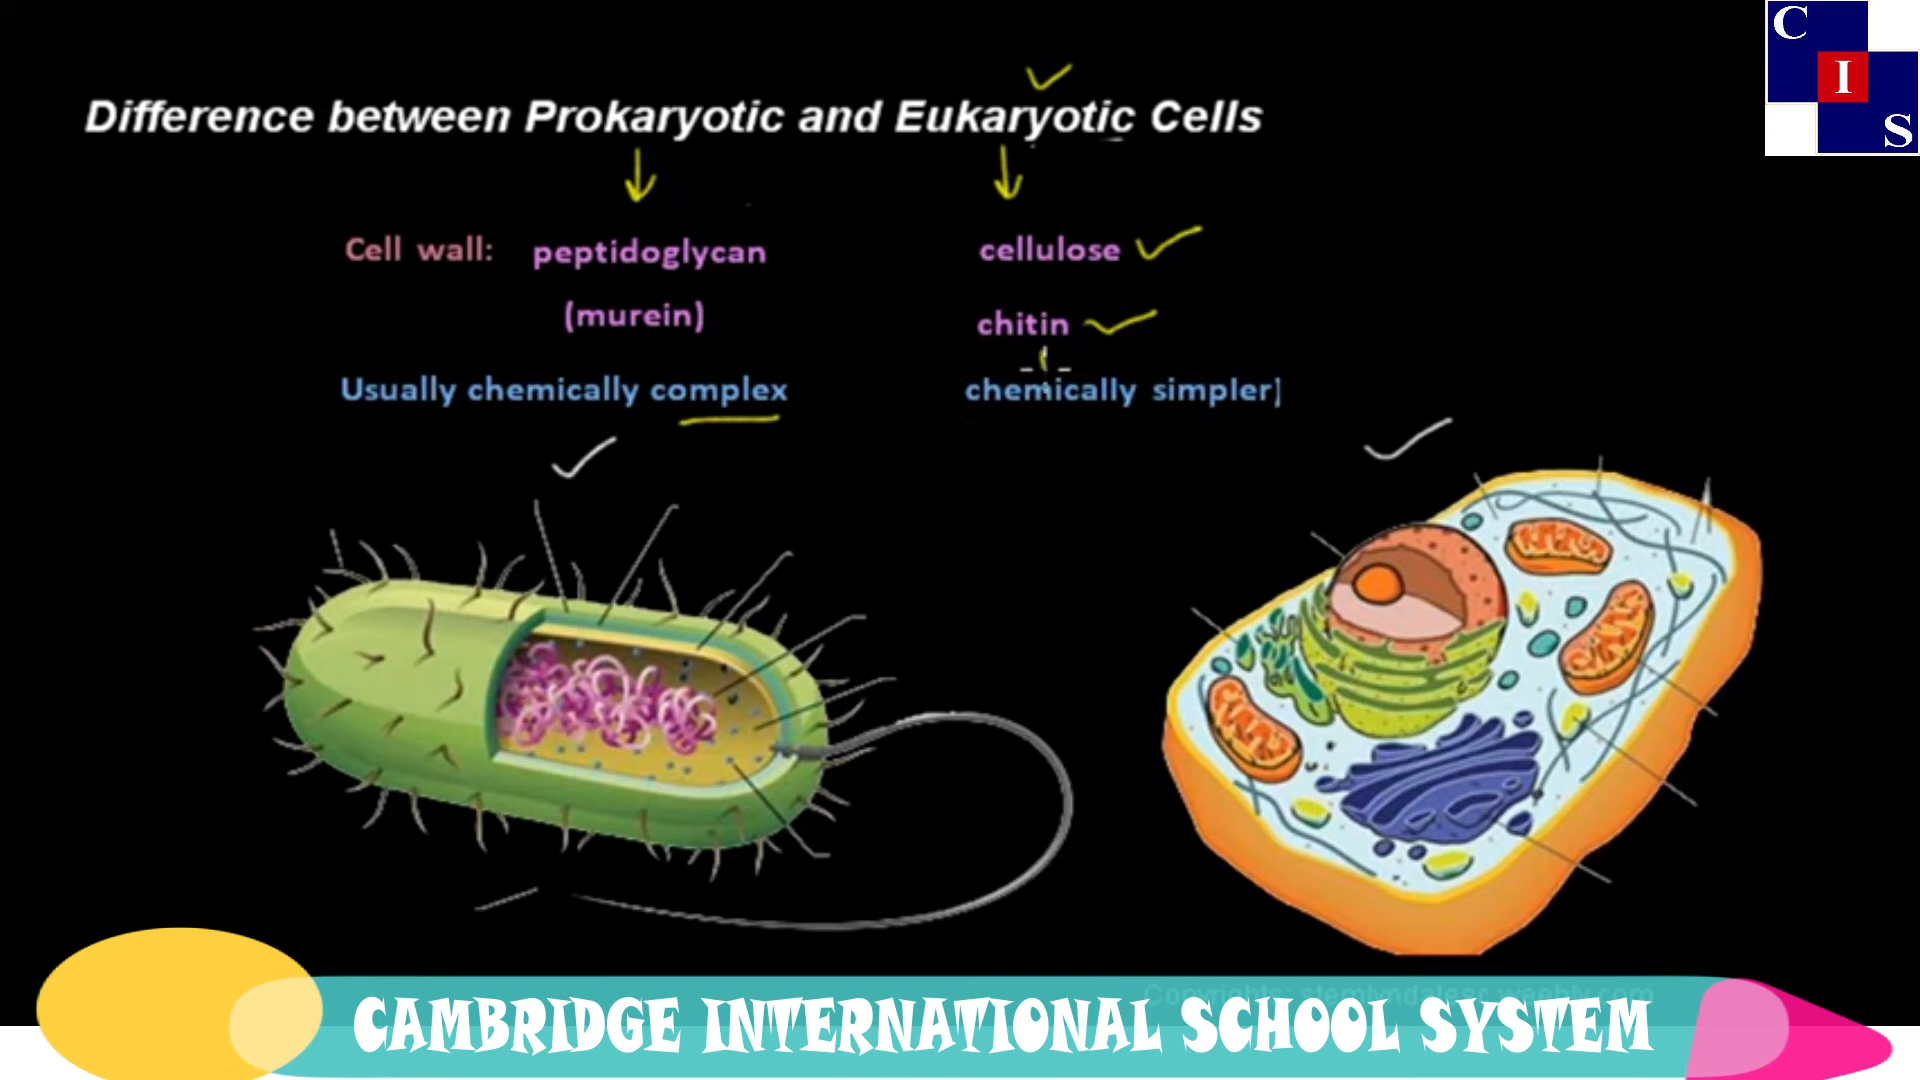 C
I
S
Difference between Prokaryotic and Eukaryotic Cells
Cell wall: peptidoglycan cellulose
(murein) chitin
Usually chemically complex chemically simpler)
CAMBRIDGE INTERNATIONAL SCHOOL SYSTEM